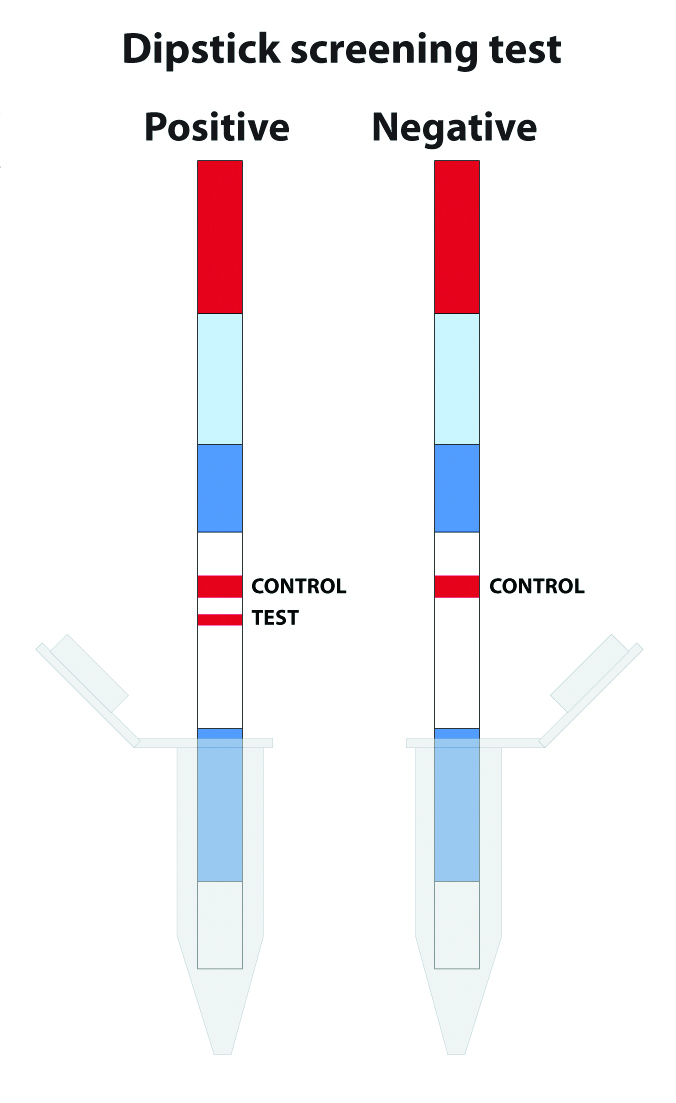 Dipstick screening test
Positive
Negative
CONTROL
CONTROL
TEST